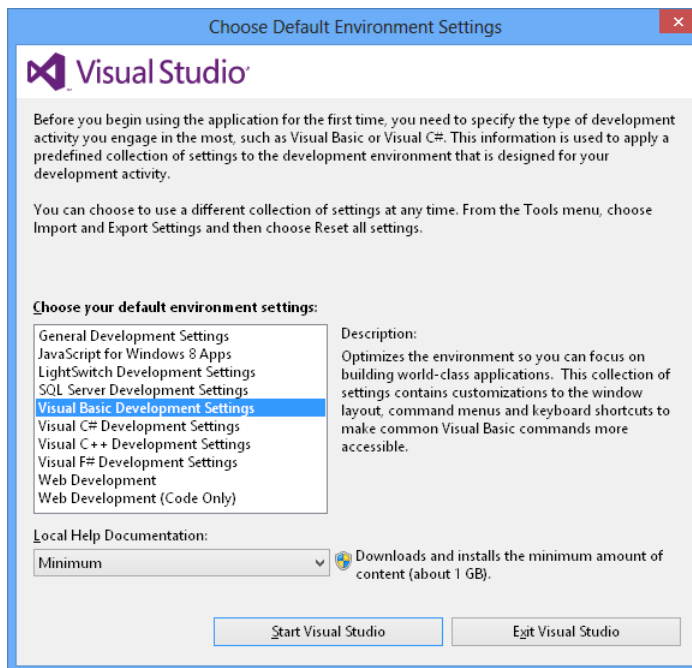 Choose Default Environment Settings
Visual Studio
Before you begin using the application for the first time, you need to specify the type of development
activity you engage in the most, such as Visual Basic or Visual C#. This information is used to apply a
predefined collection of settings to the development environment that is designed for your
development activity.
You can choose to use a different collection of settings at any time. From the Tools menu, choose
Import and Export Settings and then choose Reset all settings.
Choose your default environment settings:
General Development Settings
JavaScript for Windows 8 Apps
LightSwitch Development Settings
SQL Server Development Settings
Visual Basic Development Settings
Visual C# Development Settings
Visual C++ Development Settings
Visual F# Development Settings
Web Development
Web Development (Code Only)
Description:
Optimizes the environment so you can focus on
building world-class applications. This collection of
settings contains customizations to the window
layout, command menus and keyboard shortcuts to
make common Visual Basic commands more
accessible.
Local Help Documentation:
Minimum
Downloads and installs the minimum amount of
content (about 1 GB).
Start Visual Studio
Exit Visual Studio